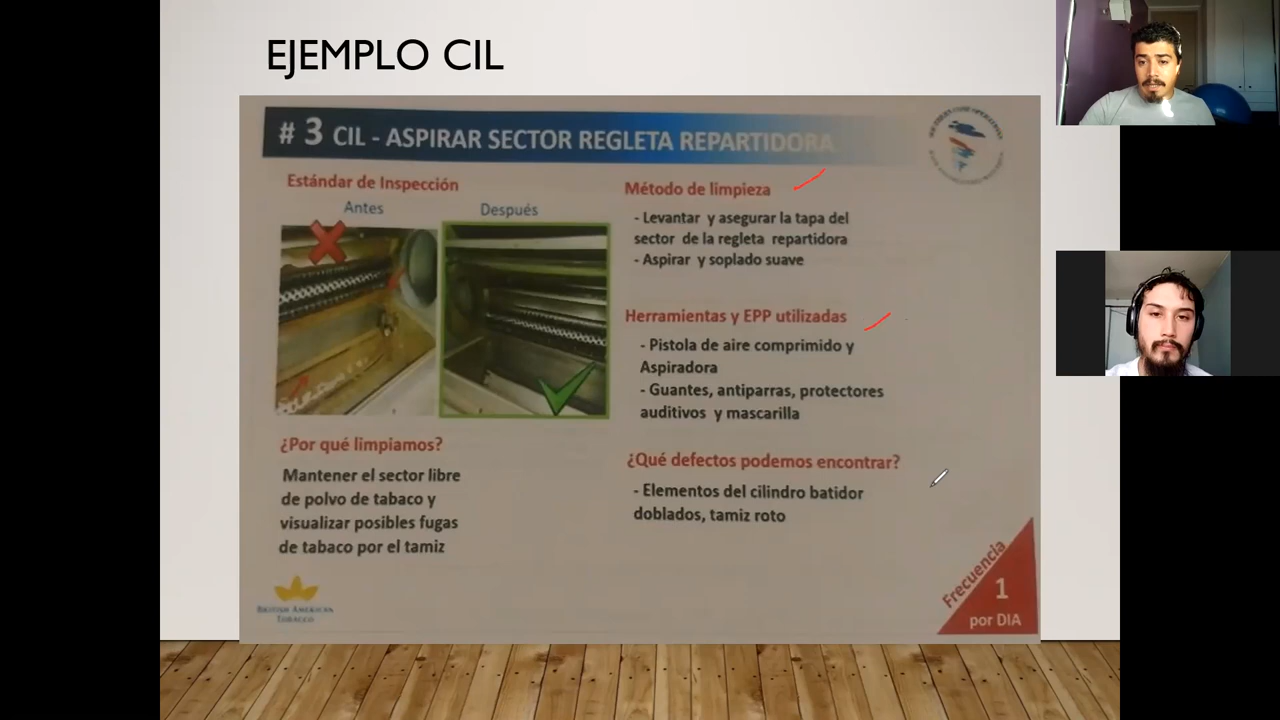 EJEMPLO CIL
# 3 CIL - ASPIRAR SECTOR REGLETA REPARTIDORA
Estándar de Inspección
Antes
Después
¿Por qué limpiamos?
Mantener el sector libre
de polvo de tabaco y
visualizar posibles fugas
de tabaco por el tamiz
BRITISH AMERICAN
TOBACCO
Método de limpieza
- Levantar y asegurar la tapa del
sector de la regleta repartidora
- Aspirar y soplado suave
Herramientas y EPP utilizadas
- Pistola de aire comprimido y
Aspiradora
- Guantes, antiparras, protectores
auditivos y mascarilla
¿Qué defectos podemos encontrar?
- Elementos del cilindro batidor
doblados, tamiz roto
Frecuencia
1
por DIA